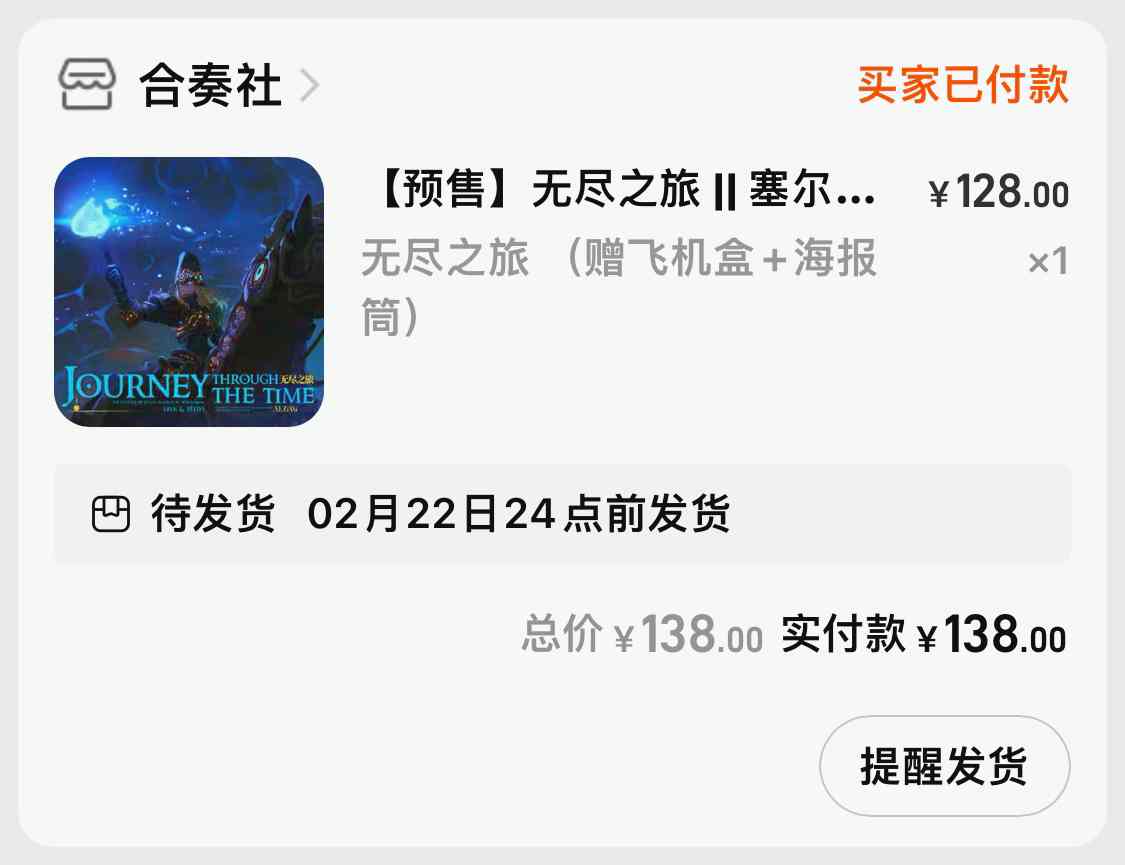 合奏社
买家已付款
【预售】无尽之旅 || 塞尔...
¥128.00
无尽之旅 （赠飞机盒+海报
×1
筒）
JOURNEY THROUGH THE TIME
无尽之旅
待发货 02月22日24点前发货
总价 ¥138.00 实付款 ¥138.00
提醒发货